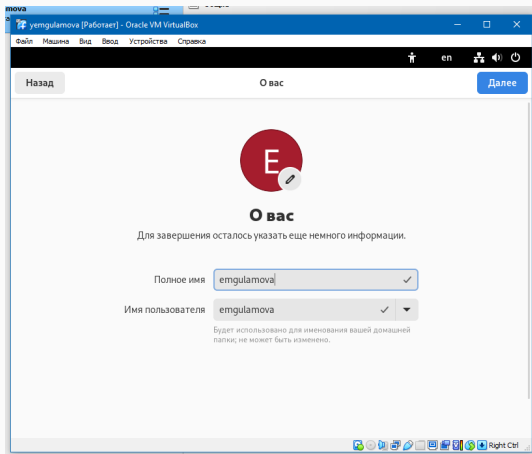 mova
yemgulamova [Работает] - Oracle VM VirtualBox
Файл Машина Вид Ввод Устройства Справка
en
Назад
О вас
Далее
E
О вас
Для завершения осталось указать еще немного информации.
Полное имя
emgulamova
Имя пользователя
emgulamova
Будет использовано для именования вашей домашней
папки; не может быть изменено.
Right Ctrl